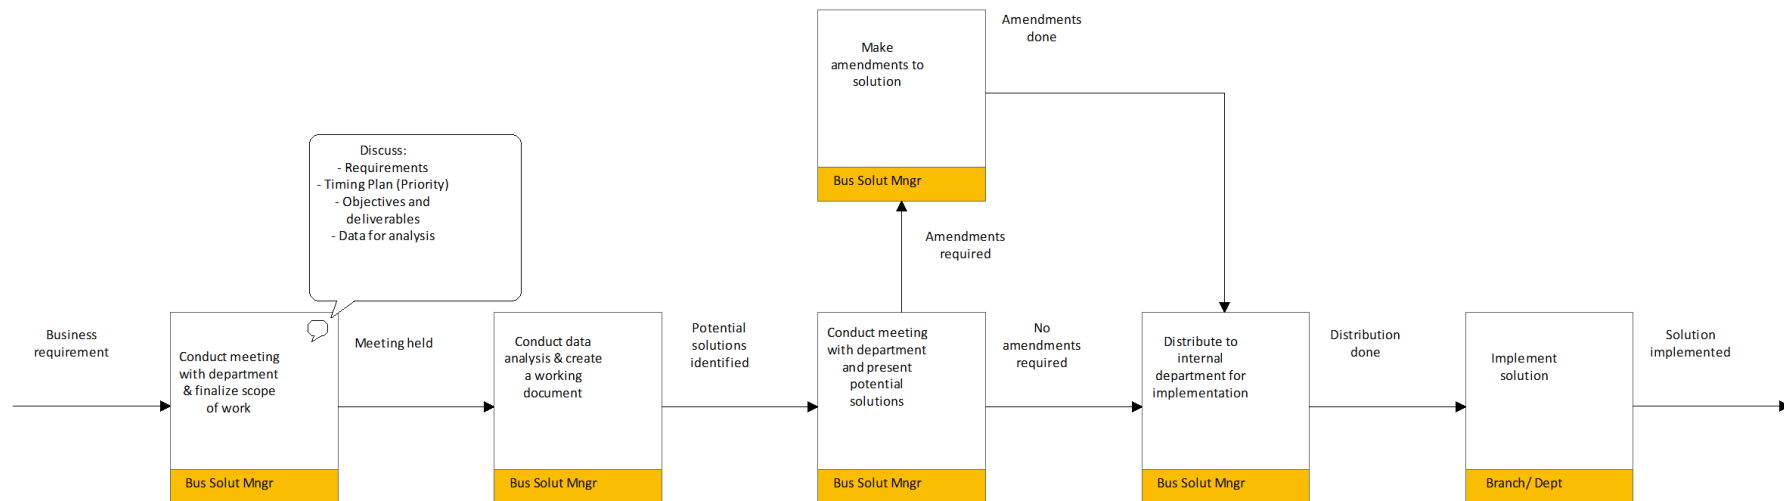 Make
amendments to
solution
Bus Solut Mngr
Amendments
done
Discuss:
- Requirements
- Timing Plan (Priority)
- Objectives and
deliverables
- Data for analysis
Amendments
required
Business
requirement
Conduct meeting
with department
& finalize scope
of work
Bus Solut Mngr
Meeting held
Conduct data
analysis & create
a working
document
Bus Solut Mngr
Potential
solutions
identified
Conduct meeting
with department
and present
potential
solutions
Bus Solut Mngr
No
amendments
required
Distribute to
internal
department for
implementation
Bus Solut Mngr
Distribution
done
Implement
solution
Branch/ Dept
Solution
implemented